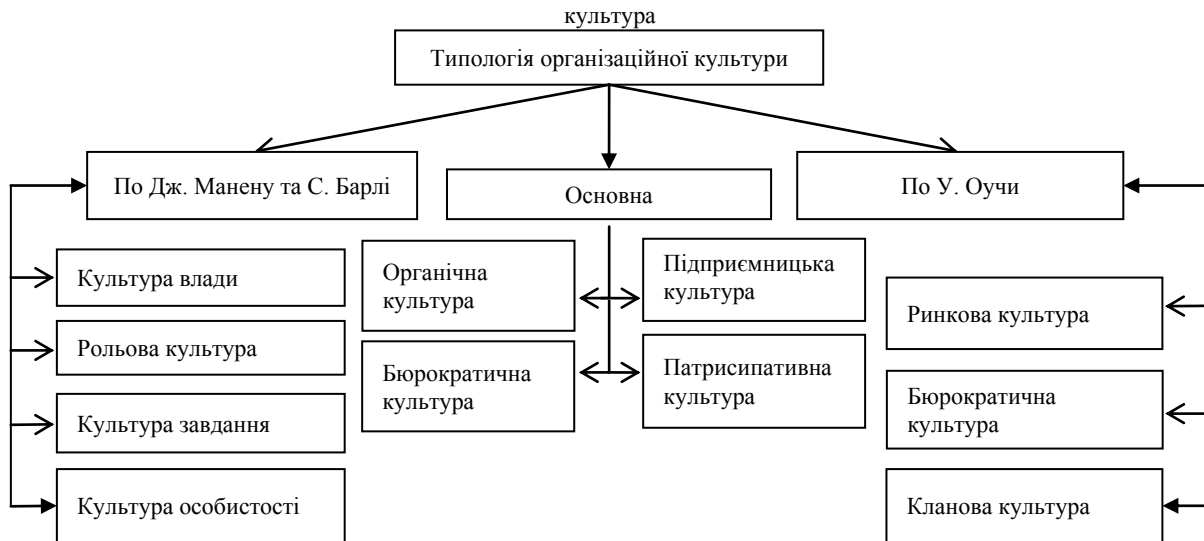 культура
Типологія організаційної культури
По Дж. Манену та С. Барлі
Основна
По У. Оучи
Культура влади
Рольова культура
Культура завдання
Культура особистості
Органічна
культура
Підприємницька
культура
Бюрократична
культура
Патрисипативна
культура
Ринкова культура
Бюрократична
культура
Кланова культура